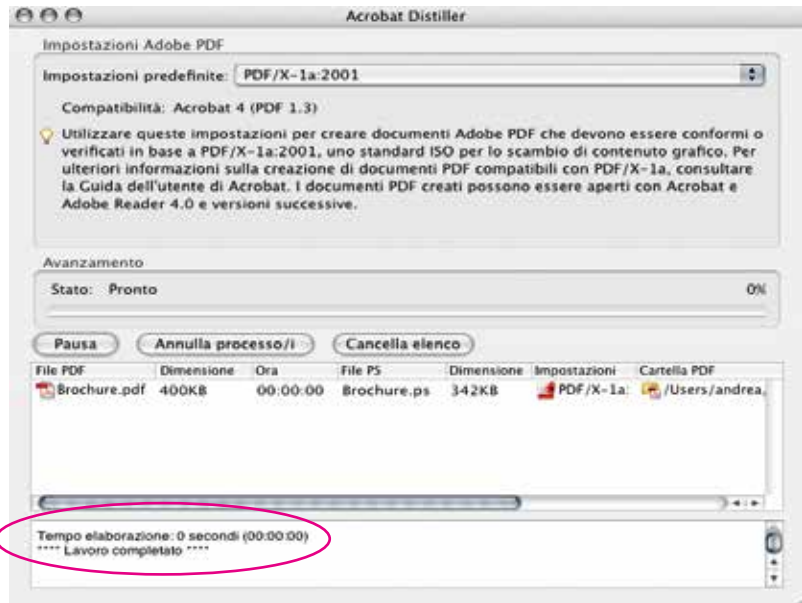 Acrobat Distiller
Impostazioni Adobe PDF
Impostazioni predefinite: PDF/X-1a:2001
Compatibilità: Acrobat 4 (PDF 1.3)
Utilizzare queste impostazioni per creare documenti Adobe PDF che devono essere conformi o
verificati in base a PDF/X-1a:2001, uno standard ISO per lo scambio di contenuto grafico. Per
ulteriori informazioni sulla creazione di documenti PDF compatibili con PDF/X-1a, consultare
la Guida dell'utente di Acrobat. I documenti PDF creati possono essere aperti con Acrobat e
Adobe Reader 4.0 e versioni successive.
Avanzamento
Stato: Pronto 0%
Pausa Annulla processo/i Cancella elenco
File PDF Dimensione Ora File PS Dimensione Impostazioni Cartella PDF
Brochure.pdf 400KB 00:00:00 Brochure.ps 342KB PDF/X-1a: /Users/andrea,
Tempo elaborazione: 0 secondi (00:00:00)
**** Lavoro completato ****